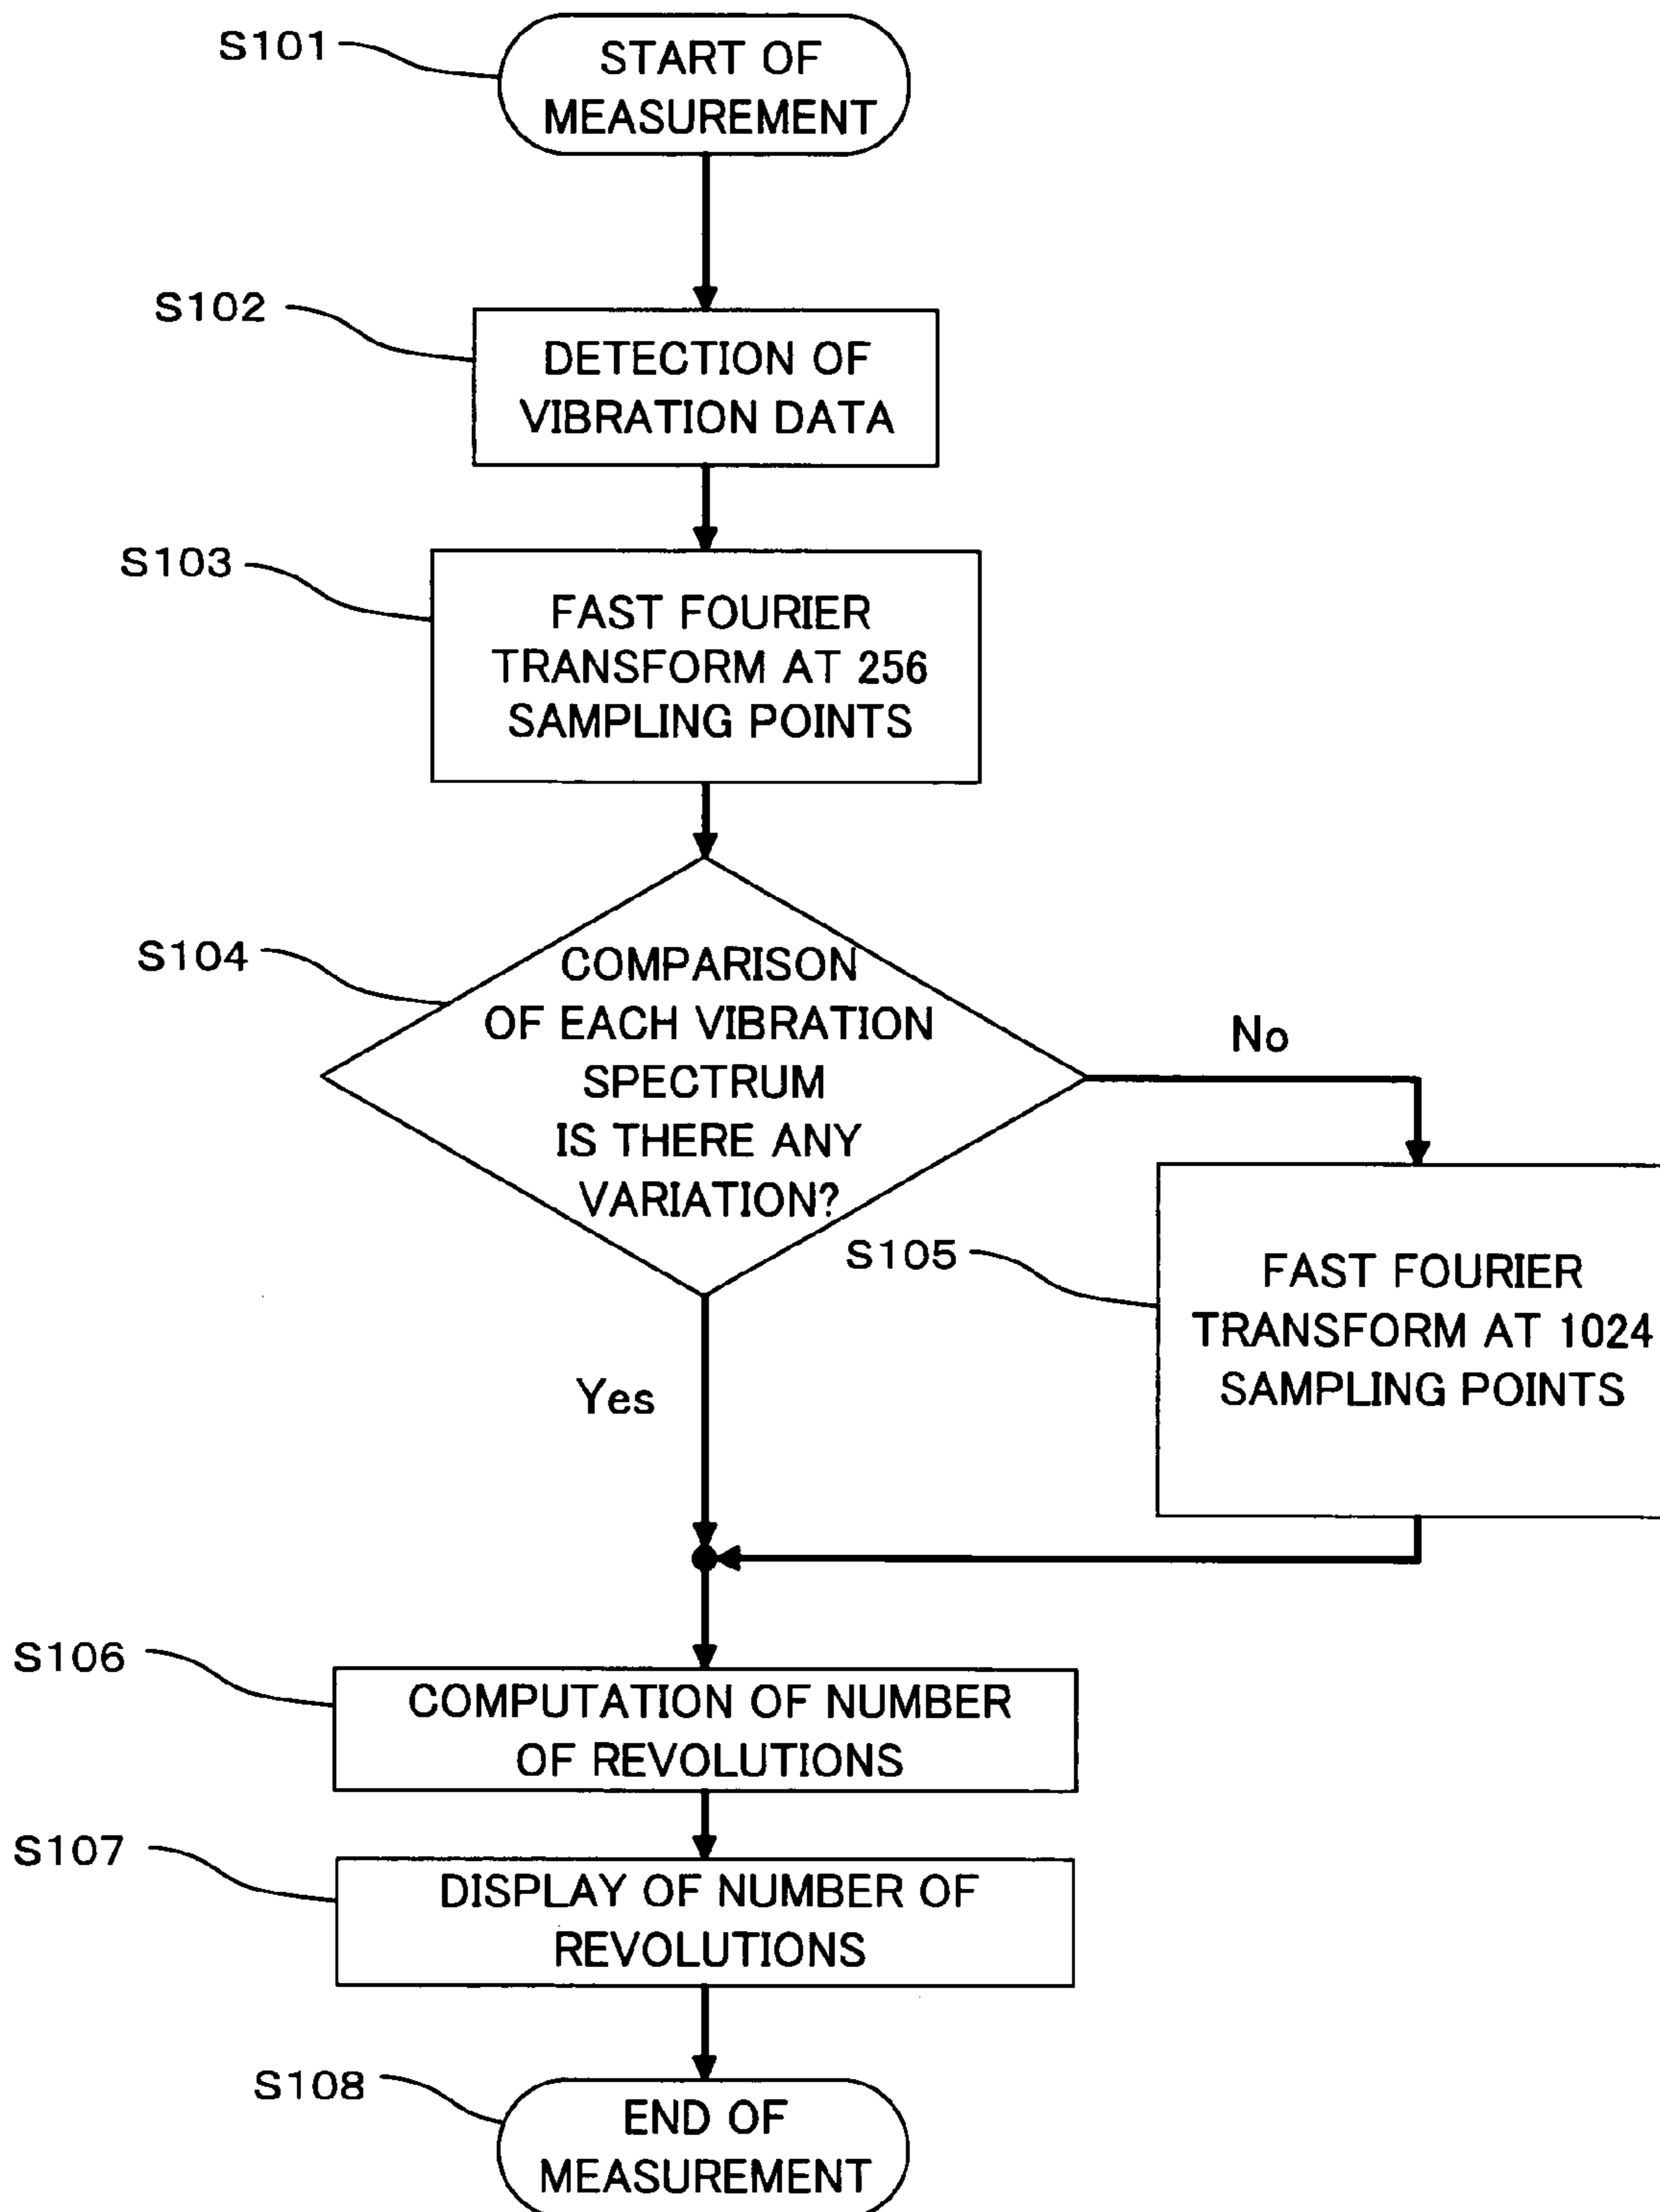 S101
START OF
MEASUREMENT
S102
DETECTION OF
VIBRATION DATA
S103
FAST FOURIER
TRANSFORM AT 256
SAMPLING POINTS
S104
COMPARISON
OF EACH VIBRATION
SPECTRUM
IS THERE ANY
VARIATION?
No
S105
FAST FOURIER
TRANSFORM AT 1024
SAMPLING POINTS
Yes
S106
COMPUTATION OF NUMBER
OF REVOLUTIONS
S107
DISPLAY OF NUMBER OF
REVOLUTIONS
S108
END OF
MEASUREMENT